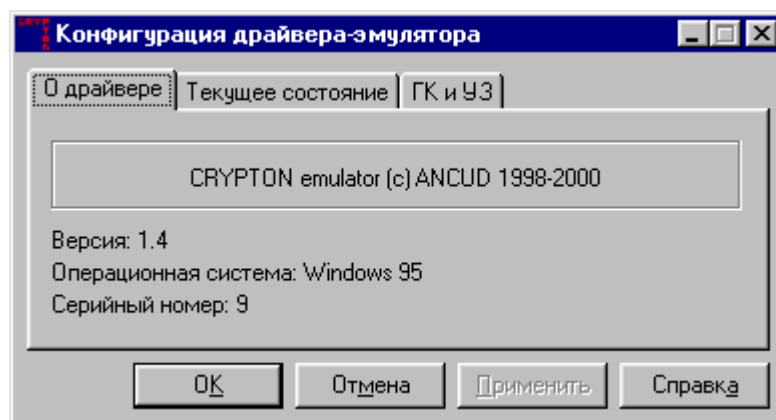 Конфигурация драйвера-эмулятора
О драйвере Текущее состояние ГК и УЗ
CRYPTON emulator (c) ANCUD 1998-2000
Версия: 1.4
Операционная система: Windows 95
Серийный номер: 9
OK Отмена Применить Справка